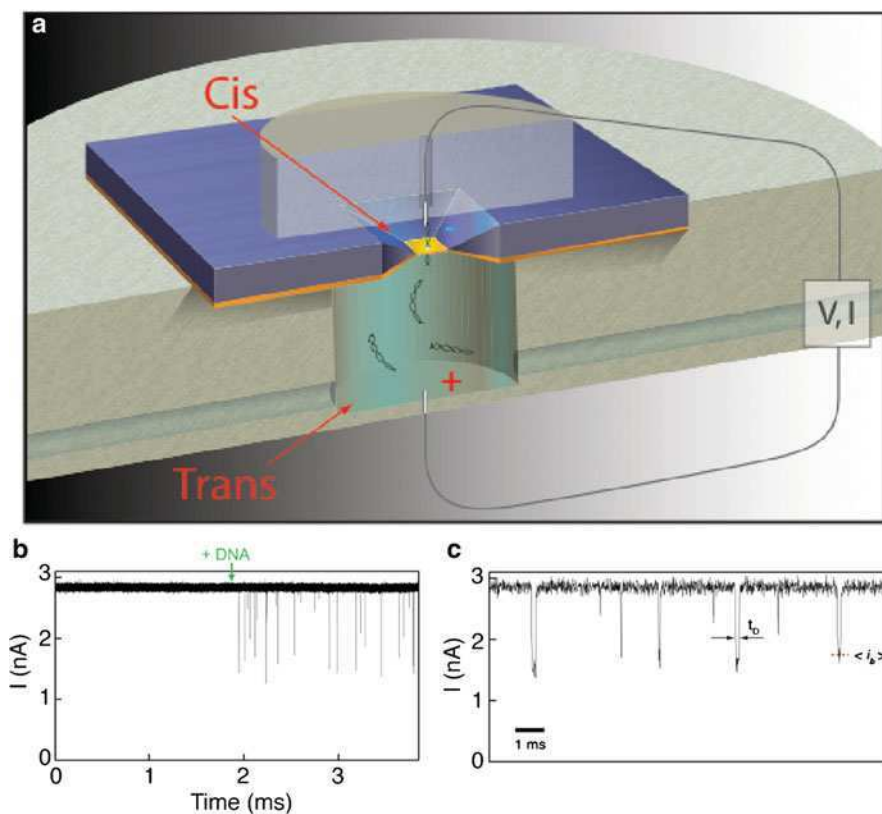 a
Cis
-
V, I
+
Trans
b
+ DNA
I (nA)
3
2
1
0
0 1 2 3
Time (ms)
c
I (nA)
3
2
1
0
t_D
< i_b >
1 ms